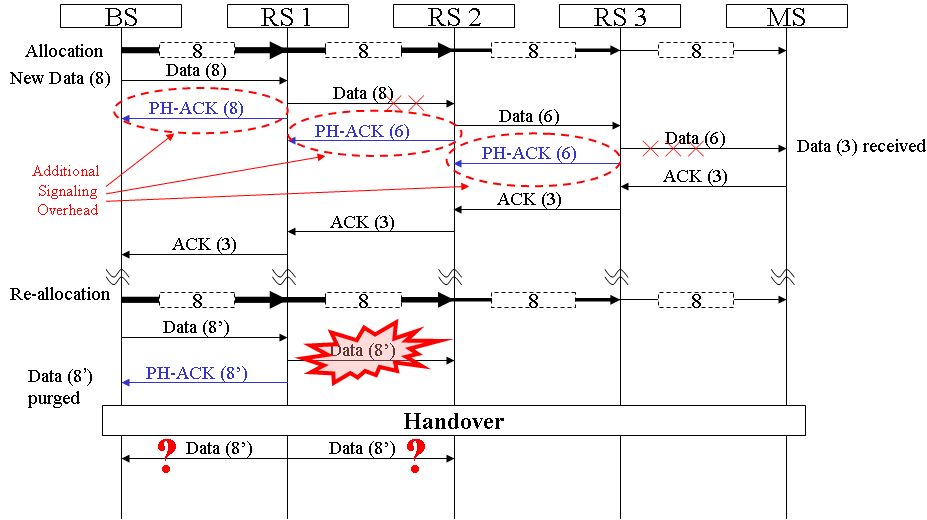 BS RS 1 RS 2 RS 3 MS
Allocation 8 8 8 8
New Data (8) Data (8)
PH-ACK (8) Data (8)
PH-ACK (6) Data (6)
PH-ACK (6) Data (6) Data (3) received
Additional
Signaling
Overhead
ACK (3)
ACK (3)
ACK (3)
ACK (3)
Re-allocation 8 8 8 8
Data (8’)
Data (8’)
Data (8’)
purged
PH-ACK (8’)
Handover
? Data (8’) Data (8’) ?